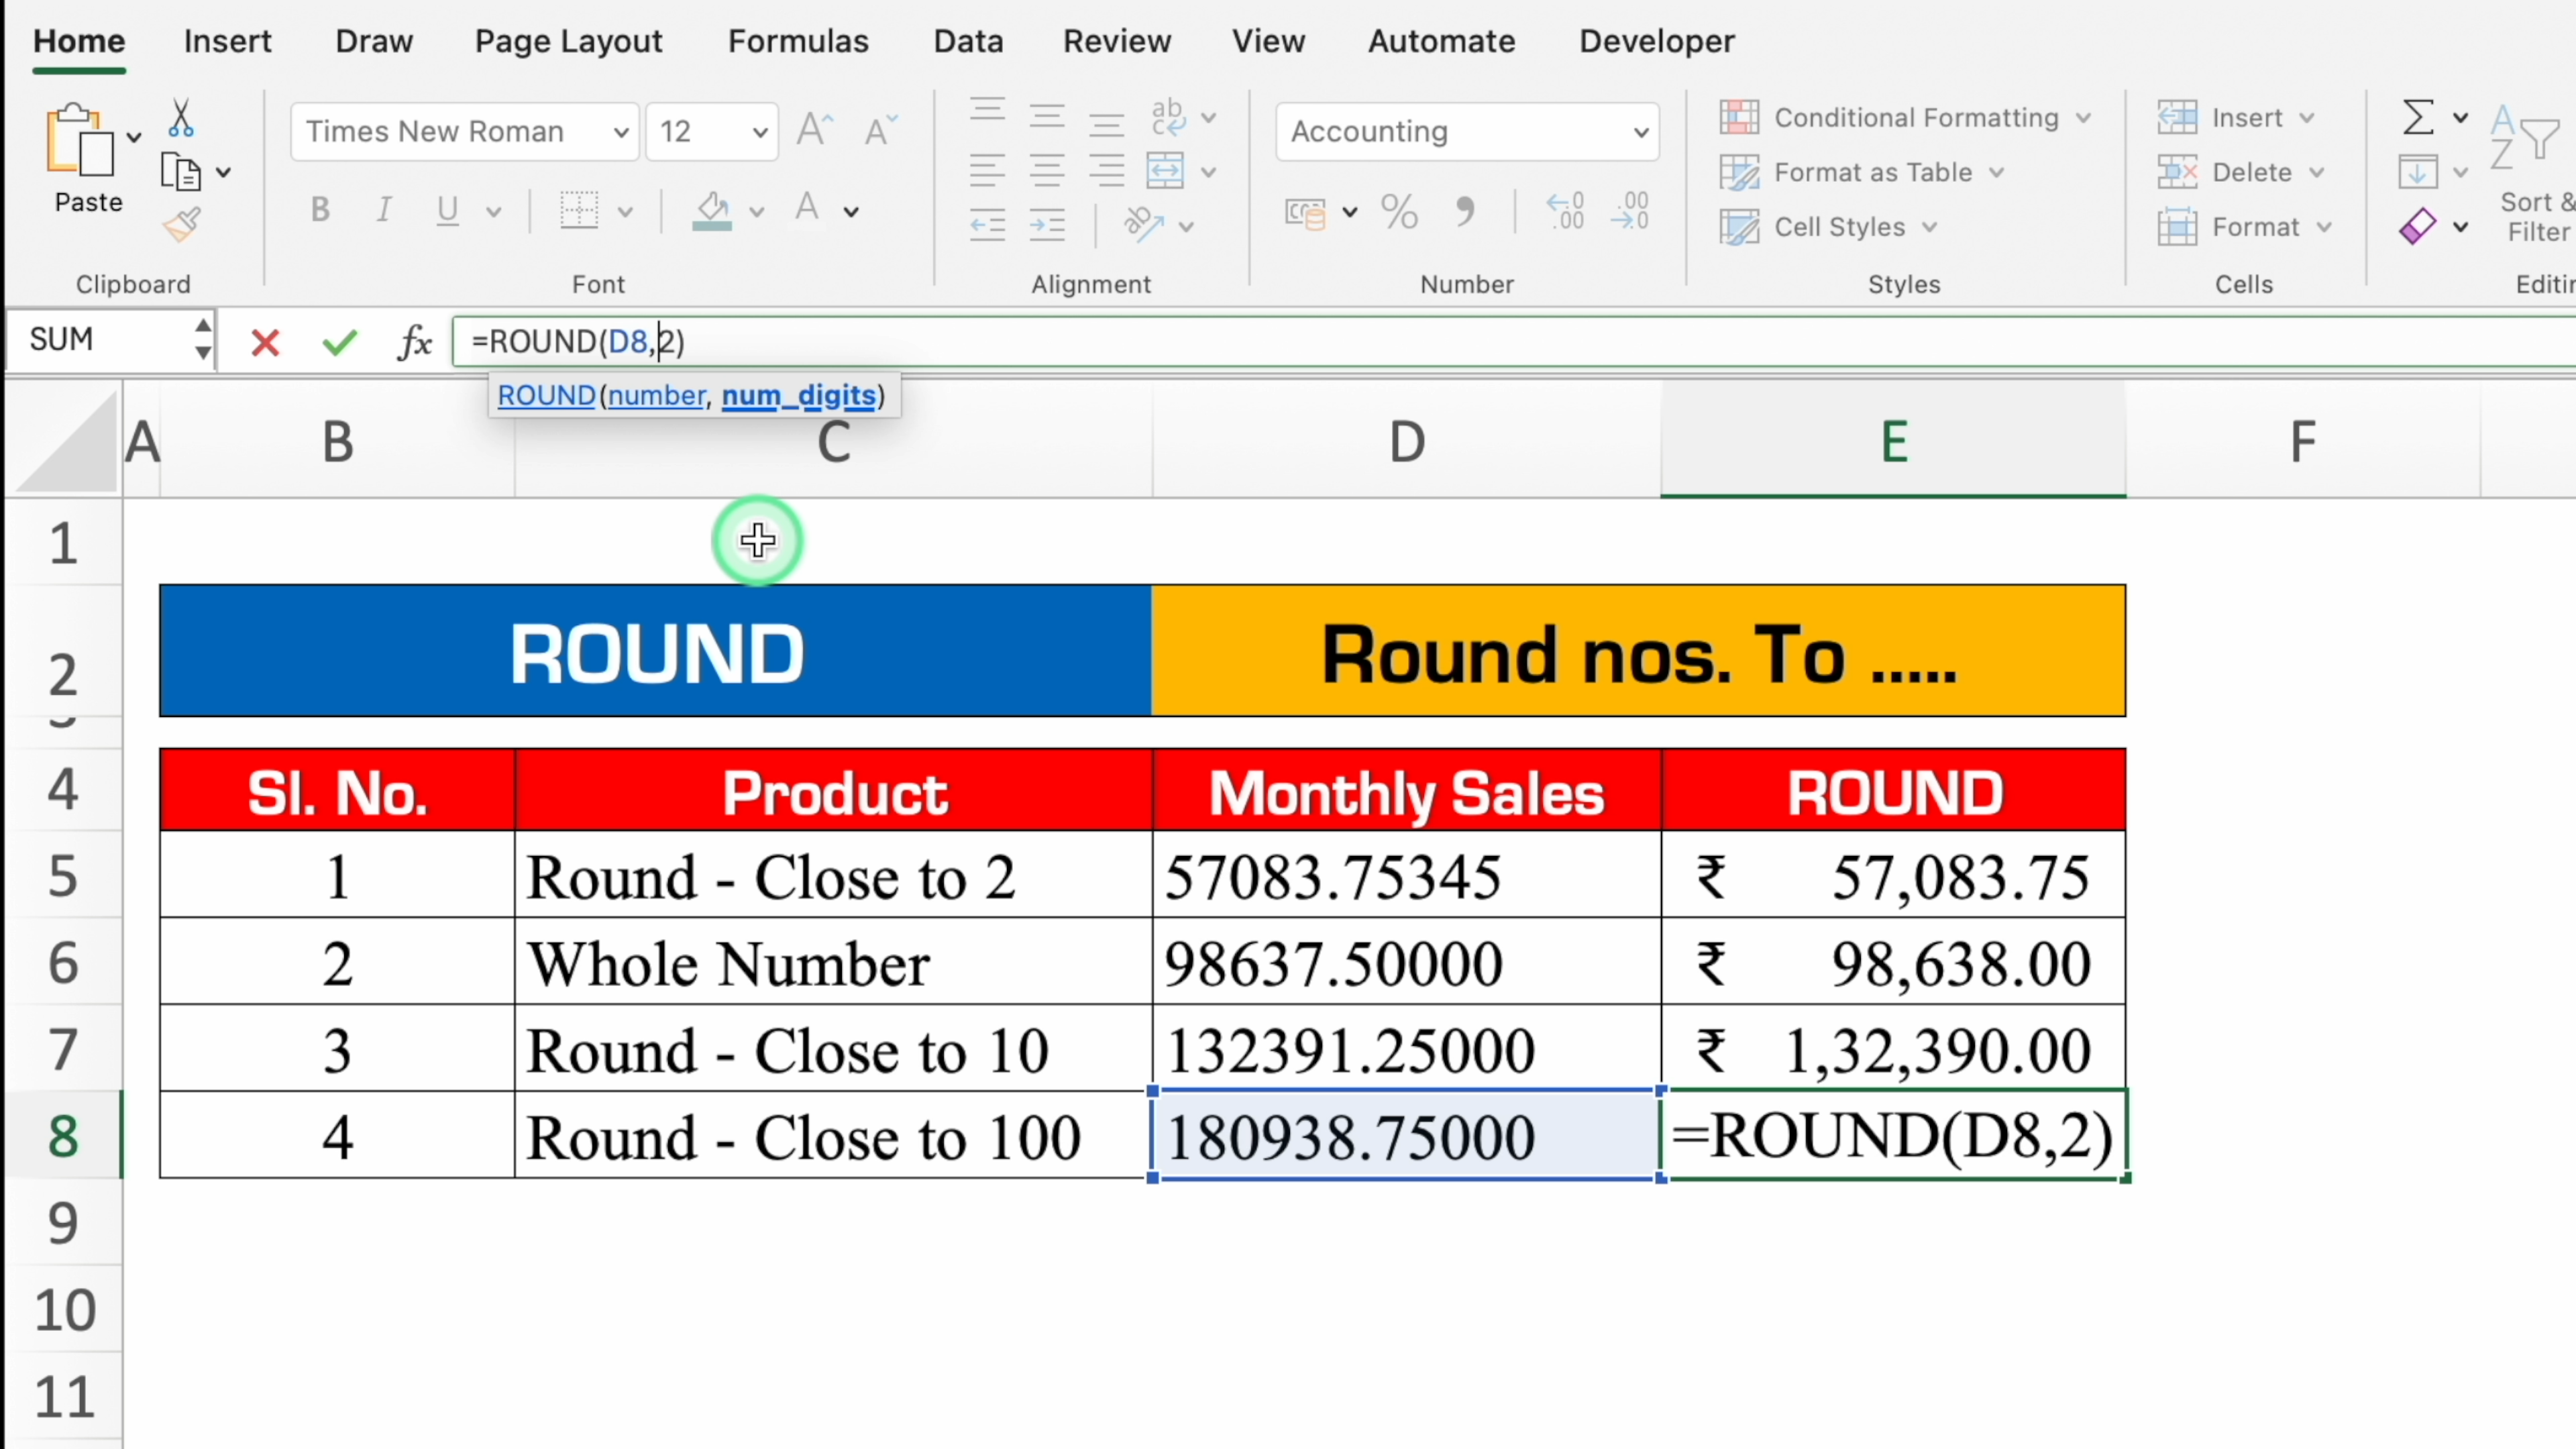 Home Insert Draw Page Layout Formulas Data Review View Automate Developer
Paste
Times New Roman 12
B I U A
ab
Accounting
Conditional Formatting
Format as Table
Cell Styles
Insert
Delete
Format
Sort &
Filter
Clipboard Font Alignment Number Styles Cells Editin
SUM fx =ROUND(D8,2)
ROUND(number, num_digits)
A B C D E F
1
2 ROUND Round nos. To .....
4 Sl. No. Product Monthly Sales ROUND
5 1 Round - Close to 2 57083.75345 ₹ 57,083.75
6 2 Whole Number 98637.50000 ₹ 98,638.00
7 3 Round - Close to 10 132391.25000 ₹ 1,32,390.00
8 4 Round - Close to 100 180938.75000 =ROUND(D8,2)
9
10
11